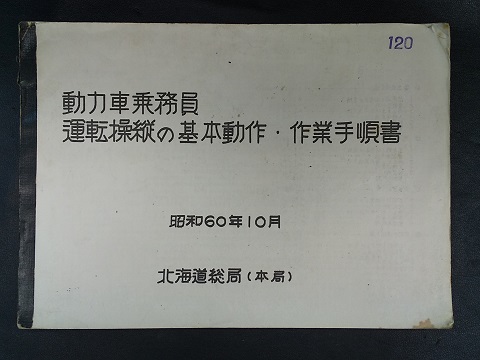 120
動力車乗務員
運転操縦の基本動作・作業手順書
昭和60年10月
北海道総局(本局)